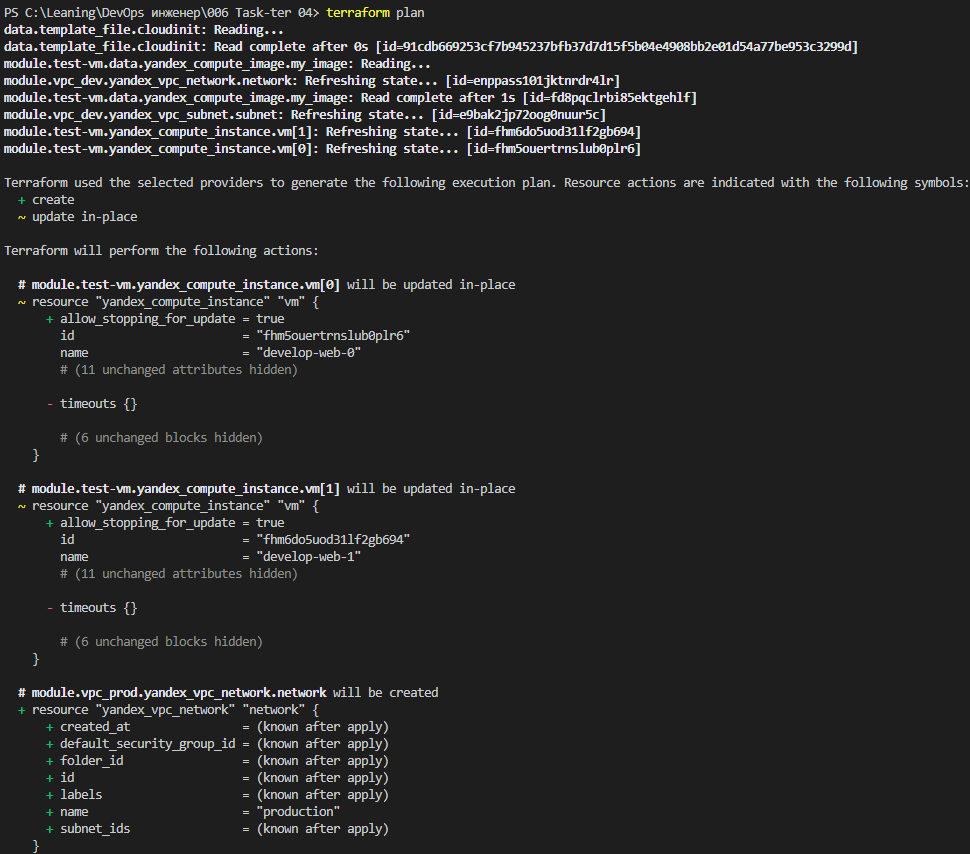 PS C:\Leaning\DevOps инженер\006 Task-ter 04> terraform plan
data.template_file.cloudinit: Reading...
data.template_file.cloudinit: Read complete after 0s [id=91cdb669253cf7b945237bfb37d7d15f5b04e4908bb2e01d54a77be953c3299d]
module.test-vm.data.yandex_compute_image.my_image: Reading...
module.vpc_dev.yandex_vpc_network.network: Refreshing state... [id=enppass101jktnrdr4lr]
module.test-vm.data.yandex_compute_image.my_image: Read complete after 1s [id=fd8pqclrbi85ektgehlf]
module.vpc_dev.yandex_vpc_subnet.subnet: Refreshing state... [id=e9bak2jp72oog0nuur5c]
module.test-vm.yandex_compute_instance.vm[1]: Refreshing state... [id=fhm6do5uod31lf2gb694]
module.test-vm.yandex_compute_instance.vm[0]: Refreshing state... [id=fhm5ouertrnslub0plr6]
Terraform used the selected providers to generate the following execution plan. Resource actions are indicated with the following symbols:
+ create
~ update in-place
Terraform will perform the following actions:
# module.test-vm.yandex_compute_instance.vm[0] will be updated in-place
~ resource "yandex_compute_instance" "vm" {
+ allow_stopping_for_update = true
id = "fhm5ouertrnslub0plr6"
name = "develop-web-0"
# (11 unchanged attributes hidden)
- timeouts {}
# (6 unchanged blocks hidden)
}
# module.test-vm.yandex_compute_instance.vm[1] will be updated in-place
~ resource "yandex_compute_instance" "vm" {
+ allow_stopping_for_update = true
id = "fhm6do5uod31lf2gb694"
name = "develop-web-1"
# (11 unchanged attributes hidden)
- timeouts {}
# (6 unchanged blocks hidden)
}
# module.vpc_prod.yandex_vpc_network.network will be created
+ resource "yandex_vpc_network" "network" {
+ created_at = (known after apply)
+ default_security_group_id = (known after apply)
+ folder_id = (known after apply)
+ id = (known after apply)
+ labels = (known after apply)
+ name = "production"
+ subnet_ids = (known after apply)
}